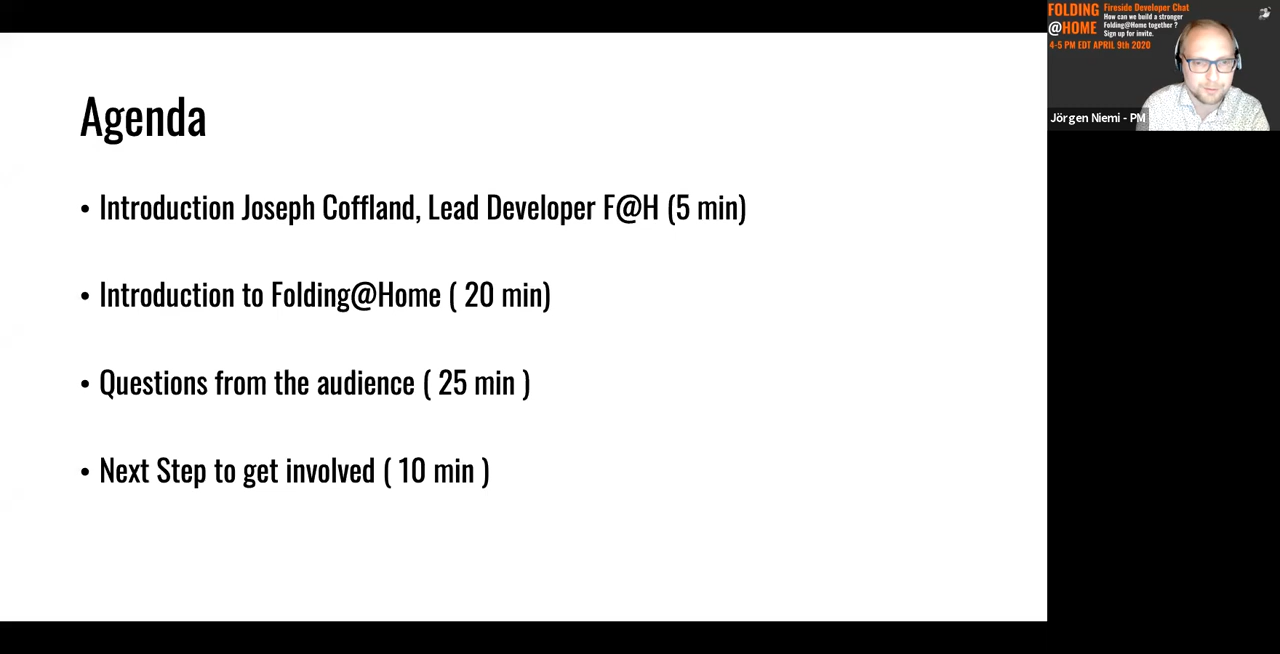 Agenda
• Introduction Joseph Coffland, Lead Developer F@H (5 min)
• Introduction to Folding@Home ( 20 min)
• Questions from the audience ( 25 min )
• Next Step to get involved ( 10 min )
FOLDING
@HOME
Fireside Developer Chat
How can we build a stronger
Folding@Home together ?
Sign up for invite.
4-5 PM EDT APRIL 9th 2020
Jörgen Niemi - PM